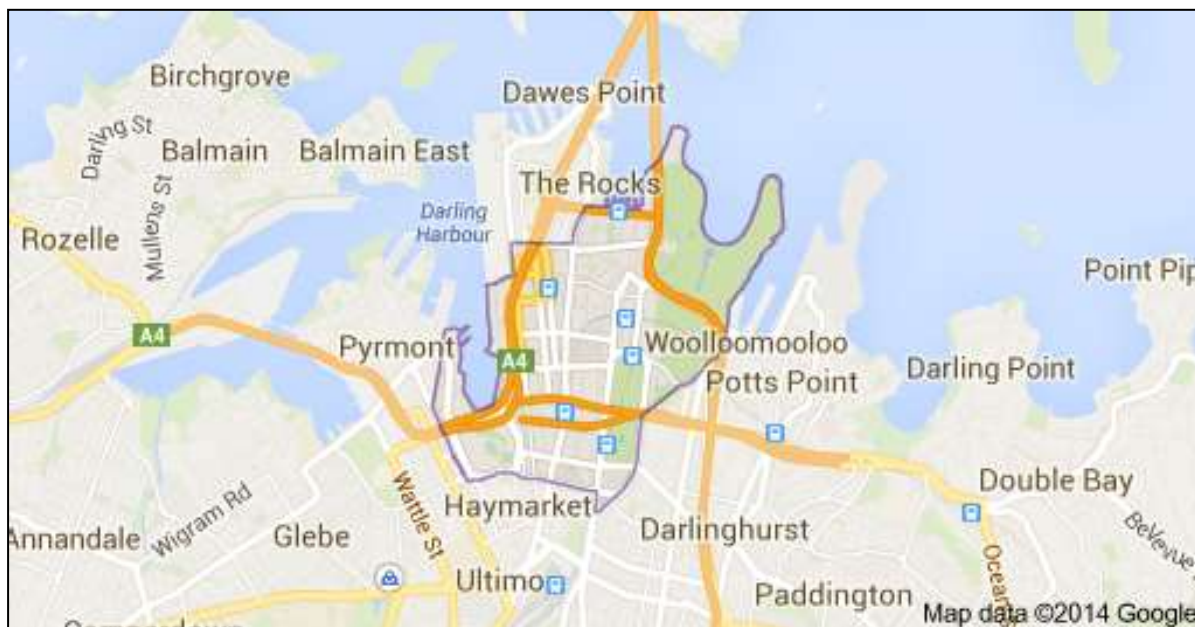 Birchgrove
Dawes Point
Darling St
Balmain
Balmain East
The Rocks
Mullens St
Darling
Harbour
Rozelle
Point Pip
A4
Pyrmont
A4
Woolloomooloo
Potts Point
Darling Point
Wigram Rd
Wattle St
Haymarket
Double Bay
Annandale
Glebe
Darlinghurst
Ultimo
Paddington
Ocean
Map data ©2014 Google